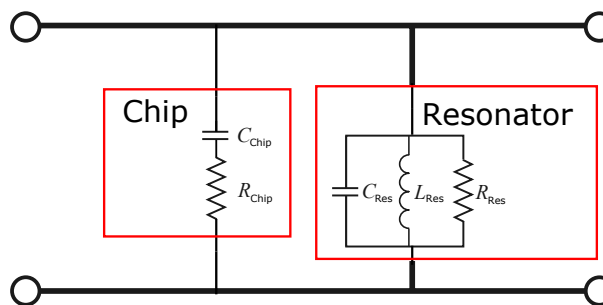 Chip
Resonator
C_Chip
R_Chip
C_Res
L_Res
R_Res